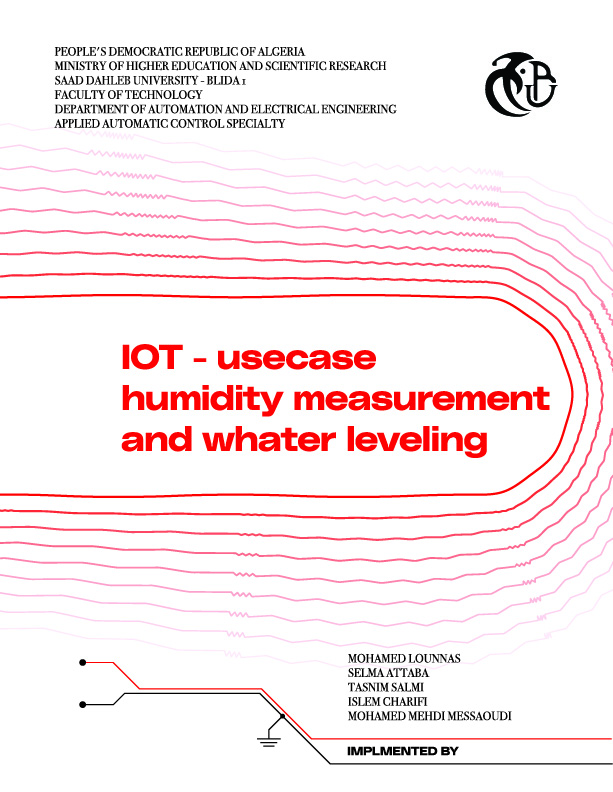 PEOPLE'S DEMOCRATIC REPUBLIC OF ALGERIA
MINISTRY OF HIGHER EDUCATION AND SCIENTIFIC RESEARCH
SAAD DAHLEB UNIVERSITY - BLIDA 1
FACULTY OF TECHNOLOGY
DEPARTMENT OF AUTOMATION AND ELECTRICAL ENGINEERING
APPLIED AUTOMATIC CONTROL SPECIALTY
IOT - usecase
humidity measurement
and whater leveling
MOHAMED LOUNNAS
SELMA ATTABA
TASNIM SALMI
ISLEM CHARIFI
MOHAMED MEHDI MESSAOUDI
IMPLMENTED BY